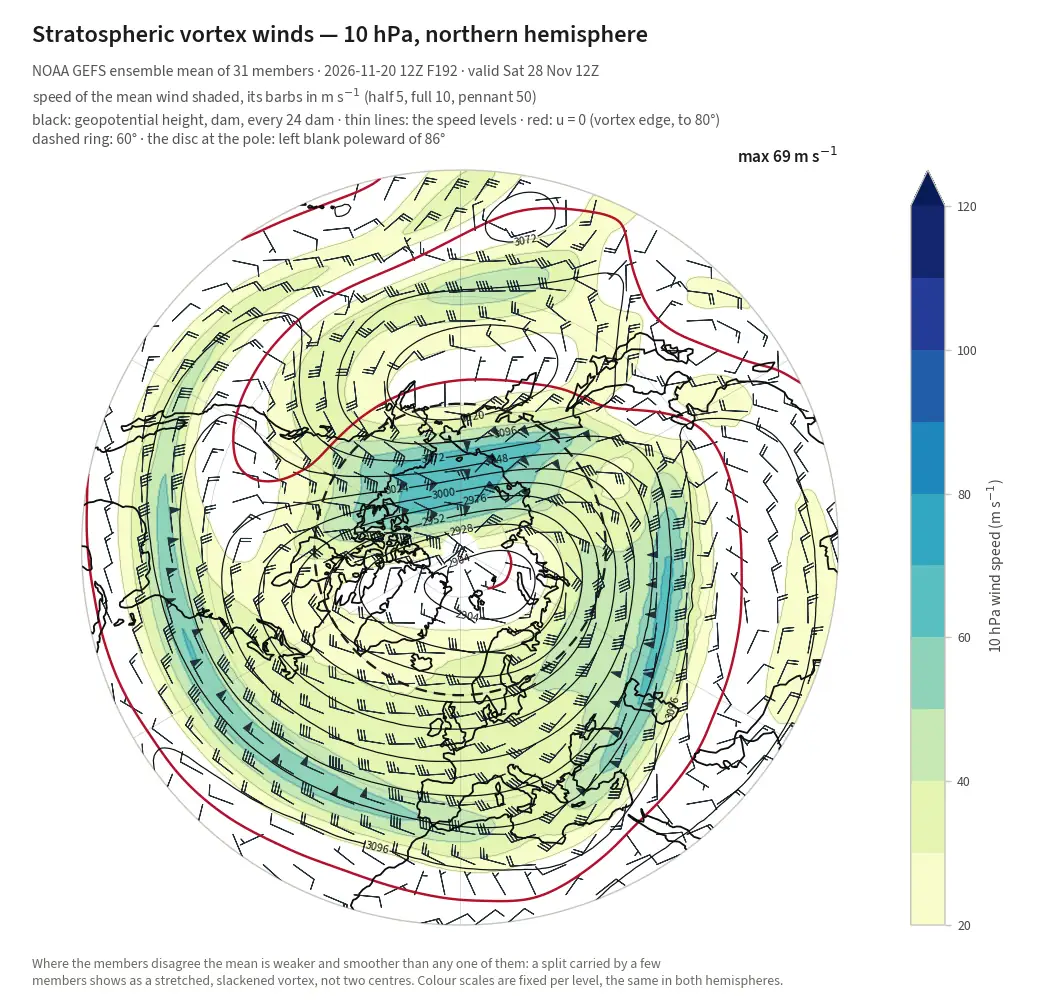 Stratospheric vortex winds — 10 hPa, northern hemisphere
NOAA GEFS ensemble mean of 31 members · 2026-11-20 12Z F192 · valid Sat 28 Nov 12Z
speed of the mean wind shaded, its barbs in m s⁻¹ (half 5, full 10, pennant 50)
black: geopotential height, dam, every 24 dam · thin lines: the speed levels · red: u = 0 (vortex edge, to 80°)
dashed ring: 60° · the disc at the pole: left blank poleward of 86°
max 69 m s⁻¹
120
100
80
60
40
20
10 hPa wind speed (m s⁻¹)
3072
3096
3000
2976
2952
2928
3096
Where the members disagree the mean is weaker and smoother than any one of them: a split carried by a few
members shows as a stretched, slackened vortex, not two centres. Colour scales are fixed per level, the same in both hemispheres.